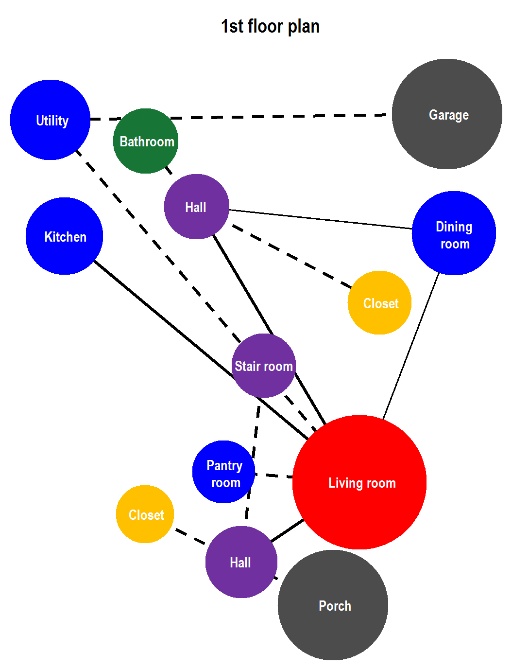 1st floor plan
Garage
Utility
Bathroom
Hall
Dining
room
Kitchen
Closet
Stair room
Pantry
room
Living room
Closet
Hall
Porch